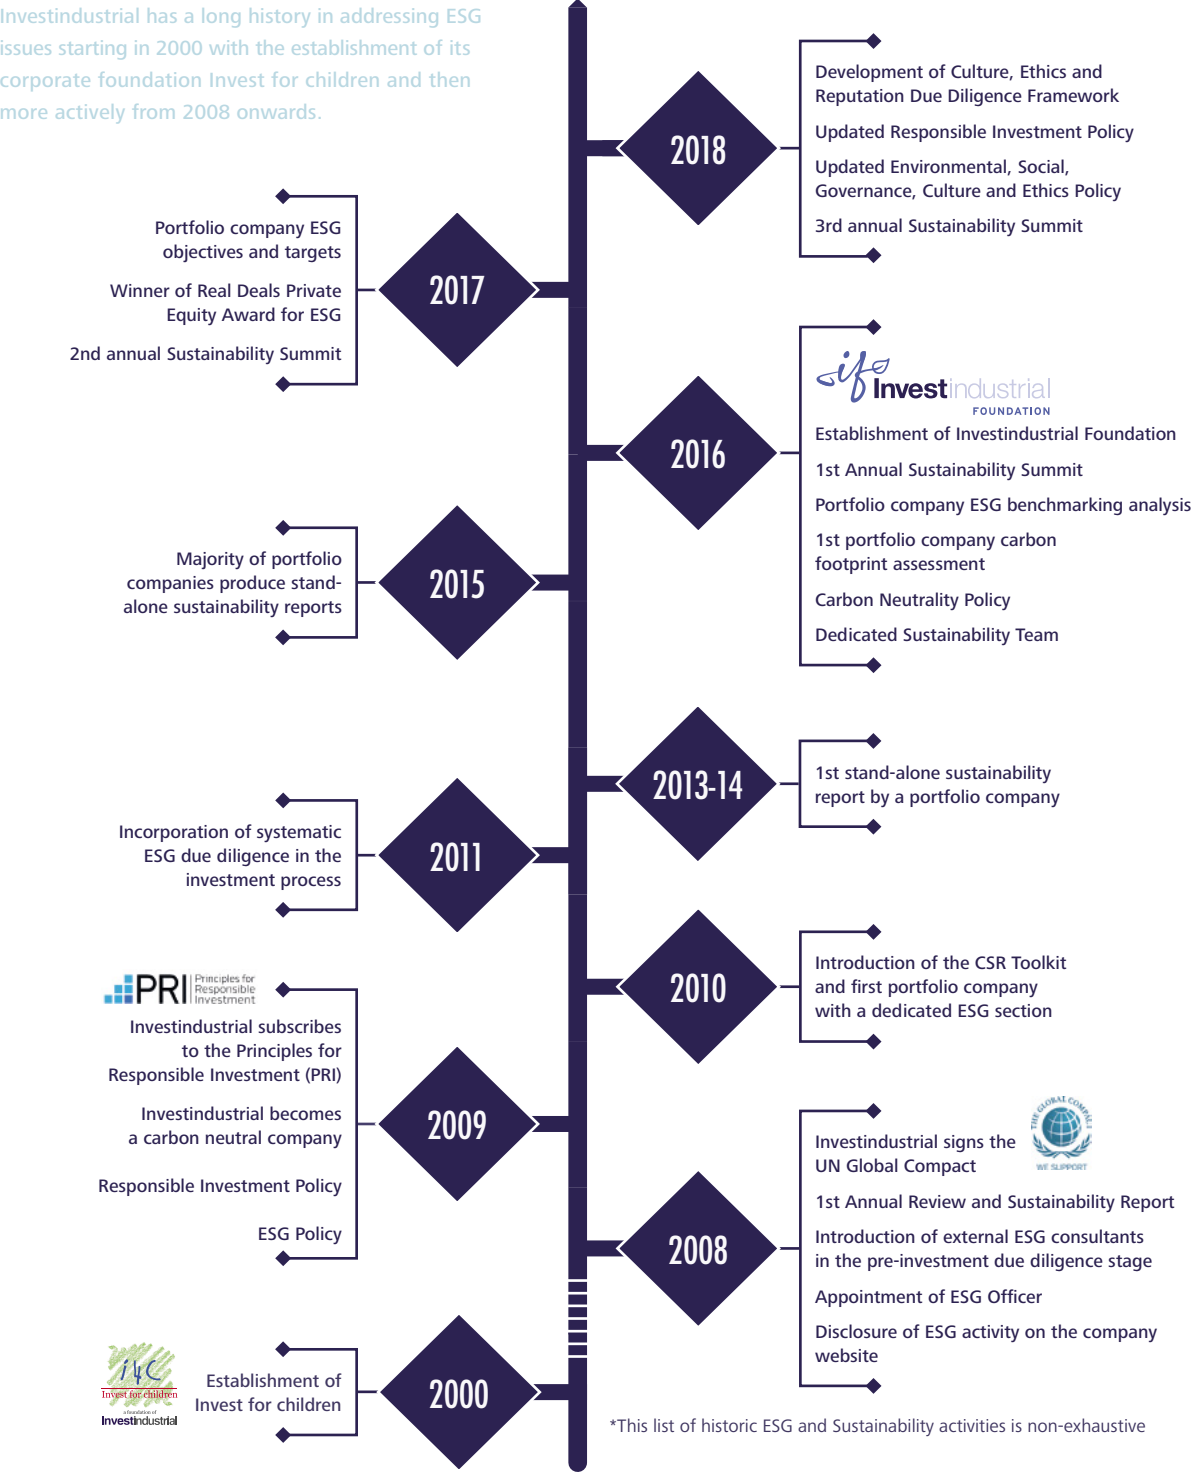 Investindustrial has a long history in addressing ESG
issues starting in 2000 with the establishment of its
corporate foundation Invest for children and then
more actively from 2008 onwards.
2018
Development of Culture, Ethics and
Reputation Due Diligence Framework
Updated Responsible Investment Policy
Updated Environmental, Social,
Governance, Culture and Ethics Policy
3rd annual Sustainability Summit
Portfolio company ESG
objectives and targets
Winner of Real Deals Private
Equity Award for ESG
2nd annual Sustainability Summit
2017
2016
if
Investindustrial
FOUNDATION
Establishment of Investindustrial Foundation
1st Annual Sustainability Summit
Portfolio company ESG benchmarking analysis
1st portfolio company carbon
footprint assessment
Carbon Neutrality Policy
Dedicated Sustainability Team
Majority of portfolio
companies produce stand-
alone sustainability reports
2015
2013-14
1st stand-alone sustainability
report by a portfolio company
Incorporation of systematic
ESG due diligence in the
investment process
2011
2010
Introduction of the CSR Toolkit
and first portfolio company
with a dedicated ESG section
PRI
Principles for
Responsible
Investment
Investindustrial subscribes
to the Principles for
Responsible Investment (PRI)
Investindustrial becomes
a carbon neutral company
Responsible Investment Policy
ESG Policy
2009
2008
THE GLOBAL COMPACT
WE SUPPORT
Investindustrial signs the
UN Global Compact
1st Annual Review and Sustainability Report
Introduction of external ESG consultants
in the pre-investment due diligence stage
Appointment of ESG Officer
Disclosure of ESG activity on the company
website
i4C
Invest for children
a foundation of
Investindustrial
Establishment of
Invest for children
2000
*This list of historic ESG and Sustainability activities is non-exhaustive